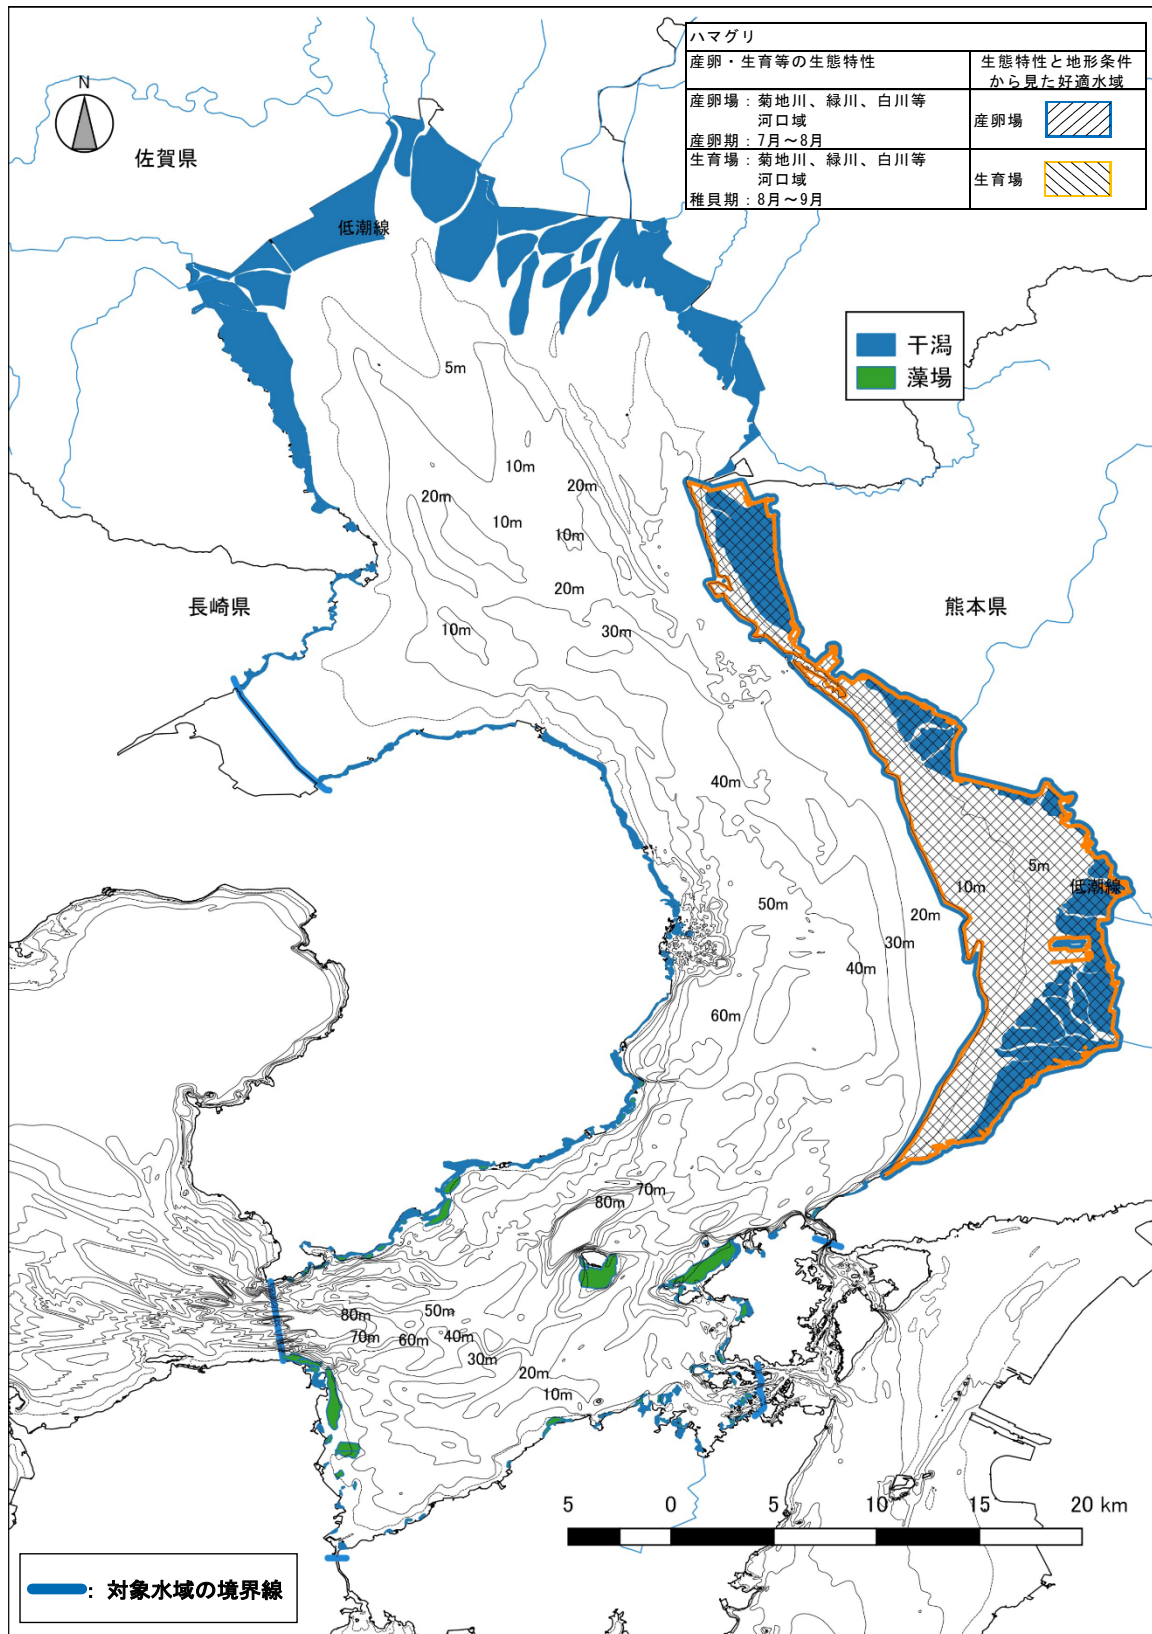 ハマグリ
産卵・生育等の生態特性
生態特性と地形条件
から見た好適水域
産卵場：菊地川、緑川、白川等
河口域
産卵期：7月～8月
産卵場
生育場：菊地川、緑川、白川等
河口域
稚貝期：8月～9月
生育場
N
佐賀県
低潮線
干潟
藻場
5m
10m
20m
20m
10m
10m
20m
長崎県
熊本県
10m
30m
40m
5m
低潮線
10m
50m
20m
30m
40m
60m
70m
80m
50m
80m
40m
70m
60m
30m
20m
10m
5 0 5 10 15 20 km
：対象水域の境界線